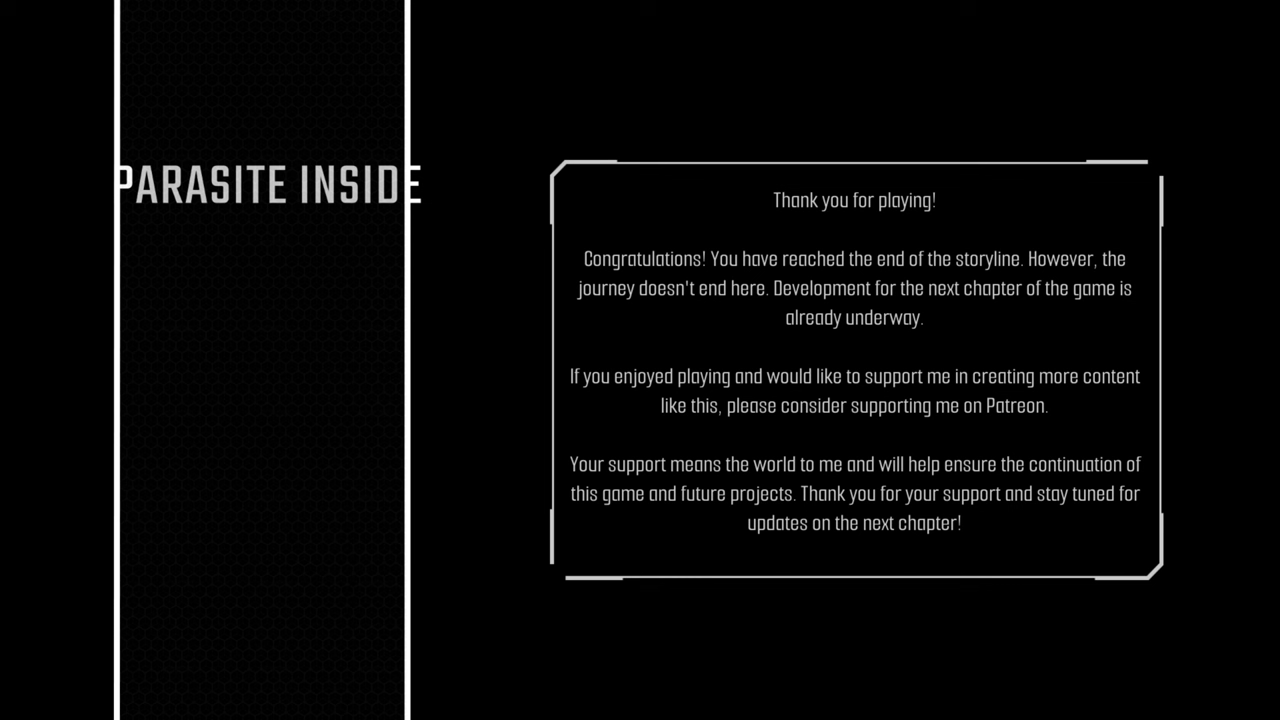 PARASITE INSIDE
Thank you for playing!
Congratulations! You have reached the end of the storyline. However, the
journey doesn't end here. Development for the next chapter of the game is
already underway.
If you enjoyed playing and would like to support me in creating more content
like this, please consider supporting me on Patreon.
Your support means the world to me and will help ensure the continuation of
this game and future projects. Thank you for your support and stay tuned for
updates on the next chapter!